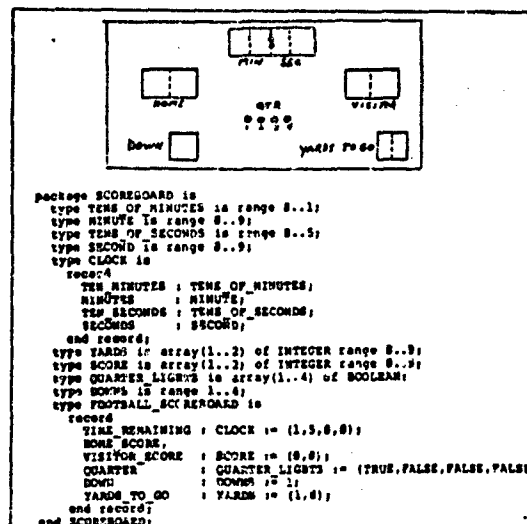 MIN SEC
HOME VISITOR
QTR
1 2 3 4
DOWN YARDS TO GO
package SCOREBOARD is
type TENS_OF_MINUTES is range 0..1;
type MINUTE is range 0..9;
type TENS_OF_SECONDS is range 0..5;
type SECOND is range 0..9;
type CLOCK is
record
TEN_MINUTES : TENS_OF_MINUTES;
MINUTES : MINUTE;
TEN_SECONDS : TENS_OF_SECONDS;
SECONDS : SECOND;
end record;
type YARDS is array(1..2) of INTEGER range 0..9;
type SCORE is array(1..2) of INTEGER range 0..9;
type QUARTER_LIGHTS is array(1..4) of BOOLEAN;
type DOWNS is range 1..4;
type FOOTBALL_SCOREBOARD is
record
TIME_REMAINING : CLOCK := (1,5,0,0);
HOME_SCORE,
VISITOR_SCORE : SCORE := (0,0);
QUARTER : QUARTER_LIGHTS := (TRUE,FALSE,FALSE,FALSE
DOWN : DOWNS := 1;
YARDS_TO_GO : YARDS := (1,0);
end record;
end SCOREBOARD;